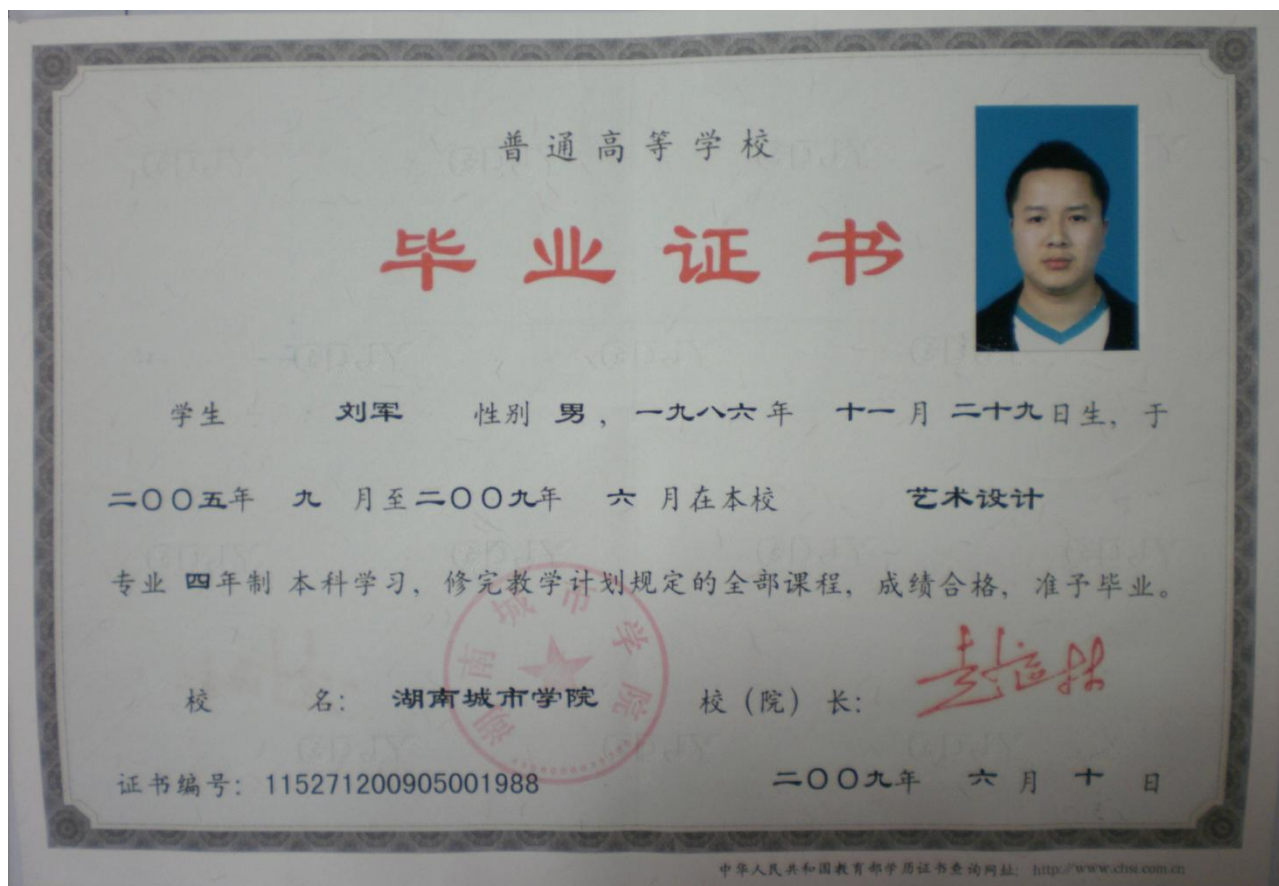 普通高等学校
毕业证书
学生 刘军 性别 男，一九八六年 十一月 二十九日生，于
二〇〇五年 九 月至二〇〇九年 六 月在本校 艺术设计
专业 四年制 本科学习，修完教学计划规定的全部课程，成绩合格，准予毕业。
湖南城市学院
校 名： 湖南城市学院 校（院）长：
证书编号：115271200905001988 二〇〇九年 六 月 十 日
中华人民共和国教育部学历证书查询网址： http://www.chsi.com.cn